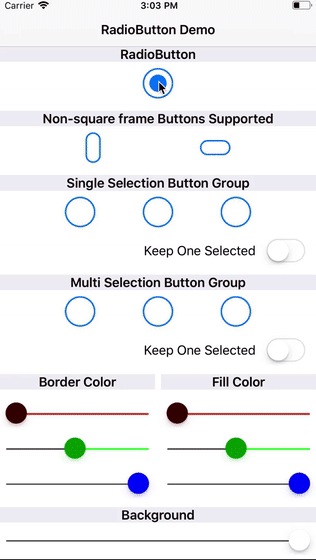 Carrier 3:03 PM
RadioButton Demo
RadioButton
Non-square frame Buttons Supported
Single Selection Button Group
Keep One Selected
Multi Selection Button Group
Keep One Selected
Border Color Fill Color
Background